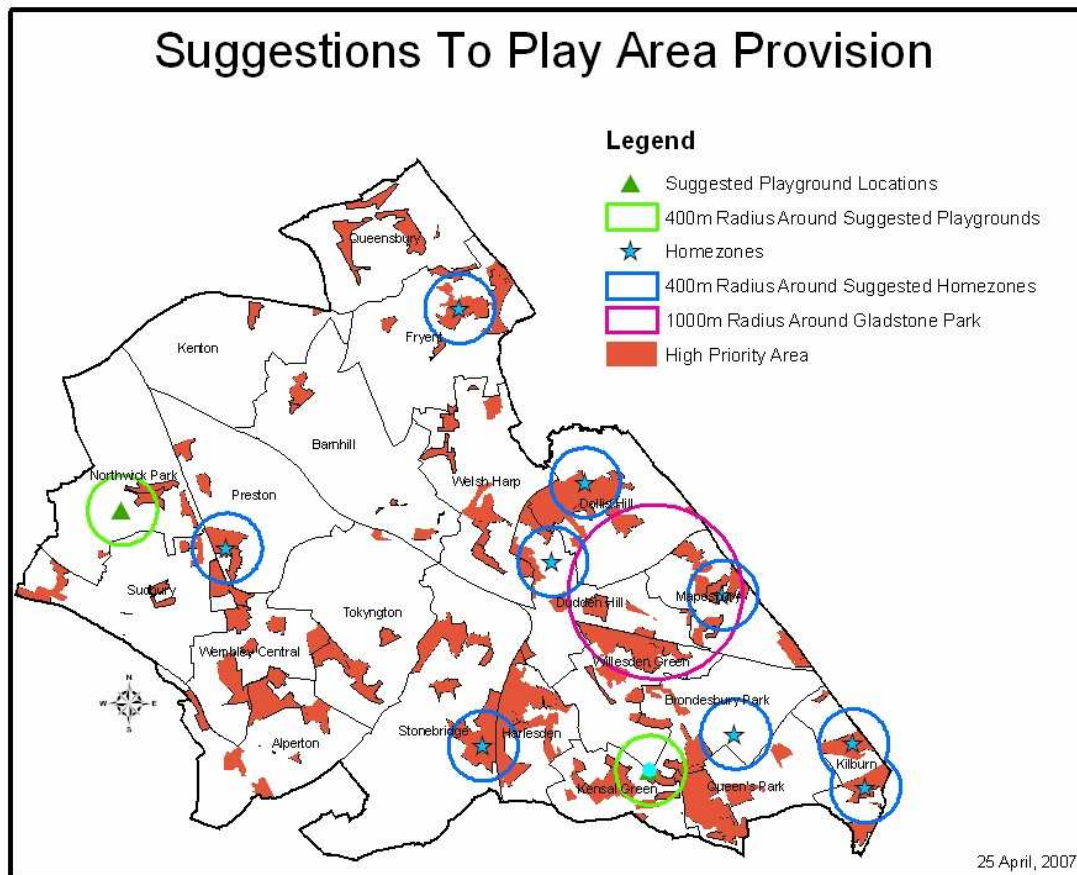 Suggestions To Play Area Provision
Legend
Suggested Playground Locations
400m Radius Around Suggested Playgrounds
Homezones
400m Radius Around Suggested Homezones
1000m Radius Around Gladstone Park
High Priority Area
Queensbury
Fryent
Kenton
Barnhill
Northwick Park
Preston
Welsh Harp
Dollis Hill
Sudbury
Tokyngton
Dudden Hill
Mapesbury
Wembley Central
Willesden Green
N
W
E
S
Brondesbury Park
Stonebridge
Harlesden
Alperton
Kilburn
Kensal Green
Queen's Park
25 April, 2007